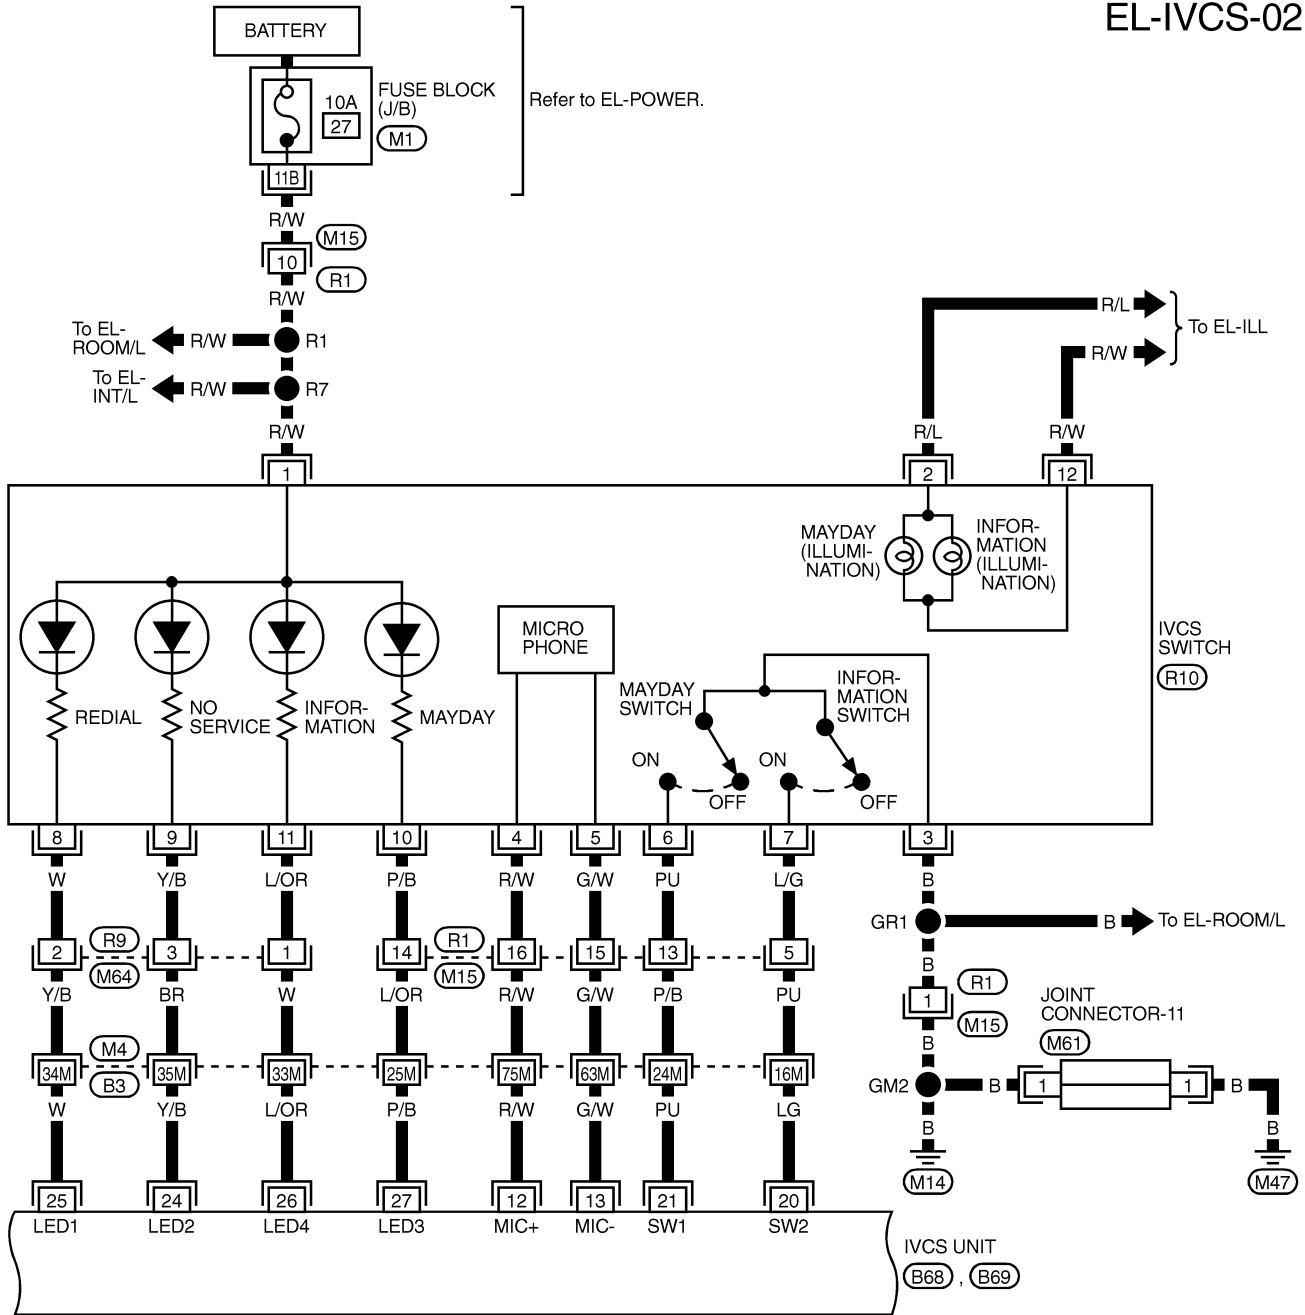 EL-IVCS-02
BATTERY
FUSE BLOCK
(J/B)
M1
10A
27
11B
Refer to EL-POWER.
R/W
M15
10
R1
R/W
To EL-
ROOM/L
R/W
R1
To EL-
INT/L
R/W
R7
R/W
1
R/L
To EL-ILL
R/W
R/L
R/W
2
12
MAYDAY
(ILLUMI-
NATION)
INFOR-
MATION
(ILLUMI-
NATION)
IVCS
SWITCH
R10
MICRO
PHONE
REDIAL
NO
SERVICE
INFOR-
MATION
MAYDAY
MAYDAY
SWITCH
INFOR-
MATION
SWITCH
ON
OFF
ON
OFF
8 9 11 10 4 5 6 7 3
W Y/B L/OR P/B R/W G/W PU L/G B
GR1
B
To EL-ROOM/L
R9
R1
2 3 1 14 16 15 13 5
M64
M15
B
Y/B BR W L/OR R/W G/W P/B PU
R1
1
M15
B
JOINT
CONNECTOR-11
M61
M4
34M 35M 33M 25M 75M 63M 24M 16M
B3
GM2
B
1
1
B
W Y/B L/OR P/B R/W G/W PU LG
B
B
M14
M47
25 24 26 27 12 13 21 20
LED1 LED2 LED4 LED3 MIC+ MIC- SW1 SW2
IVCS UNIT
B68 , B69